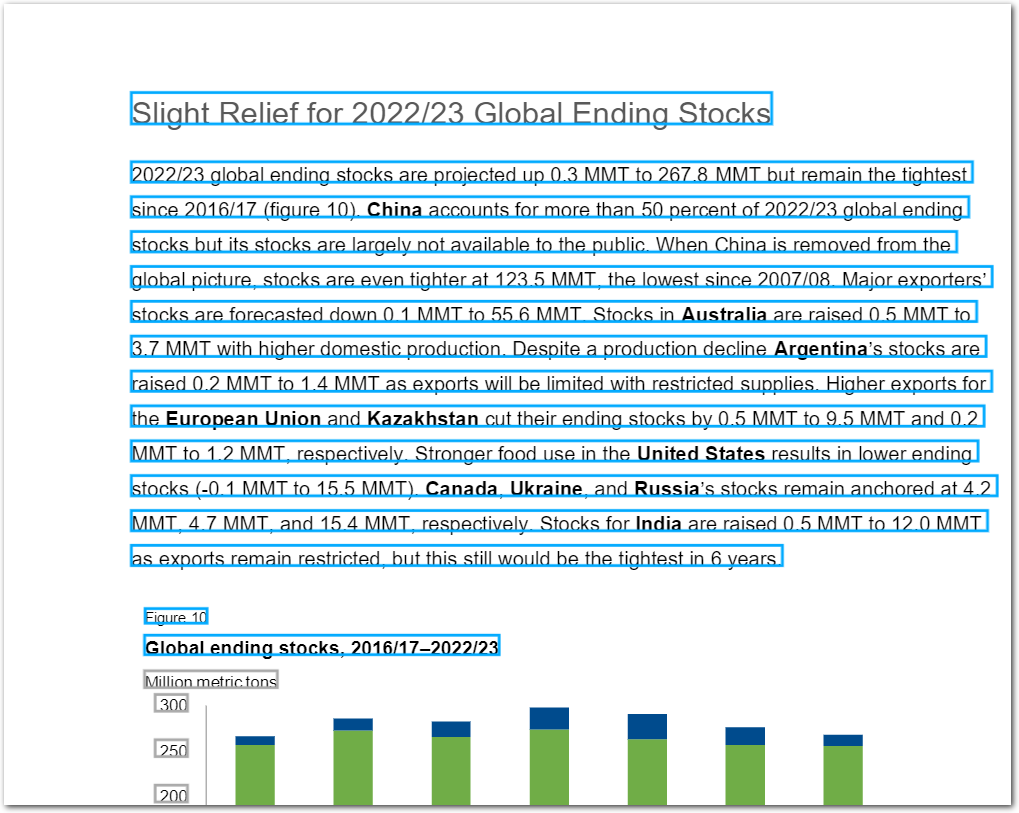 Slight Relief for 2022/23 Global Ending Stocks
2022/23 global ending stocks are projected up 0.3 MMT to 267.8 MMT but remain the tightest
since 2016/17 (figure 10). China accounts for more than 50 percent of 2022/23 global ending
stocks but its stocks are largely not available to the public. When China is removed from the
global picture, stocks are even tighter at 123.5 MMT, the lowest since 2007/08. Major exporters’
stocks are forecasted down 0.1 MMT to 55.6 MMT. Stocks in Australia are raised 0.5 MMT to
3.7 MMT with higher domestic production. Despite a production decline Argentina’s stocks are
raised 0.2 MMT to 1.4 MMT as exports will be limited with restricted supplies. Higher exports for
the European Union and Kazakhstan cut their ending stocks by 0.5 MMT to 9.5 MMT and 0.2
MMT to 1.2 MMT, respectively. Stronger food use in the United States results in lower ending
stocks (-0.1 MMT to 15.5 MMT). Canada, Ukraine, and Russia’s stocks remain anchored at 4.2
MMT, 4.7 MMT, and 15.4 MMT, respectively. Stocks for India are raised 0.5 MMT to 12.0 MMT
as exports remain restricted, but this still would be the tightest in 6 years.
Figure 10
Global ending stocks, 2016/17–2022/23
Million metric tons
300
250
200